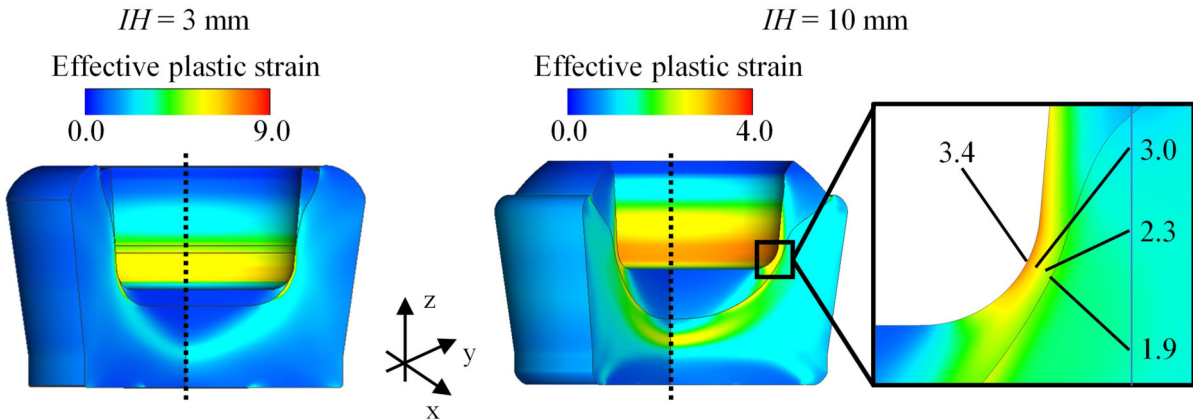 IH = 3 mm
Effective plastic strain
0.0 9.0
IH = 10 mm
Effective plastic strain
0.0 4.0
3.4
3.0
2.3
1.9
z
y
x